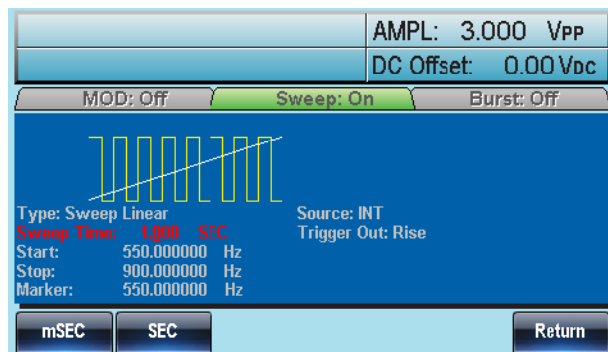 AMPL: 3.000 VPP
DC Offset: 0.00 VDC
MOD: Off Sweep: On Burst: Off
Type: Sweep Linear Source: INT
Sweep Time: 1.000 SEC Trigger Out: Rise
Start: 550.000000 Hz
Stop: 900.000000 Hz
Marker: 550.000000 Hz
mSEC SEC Return